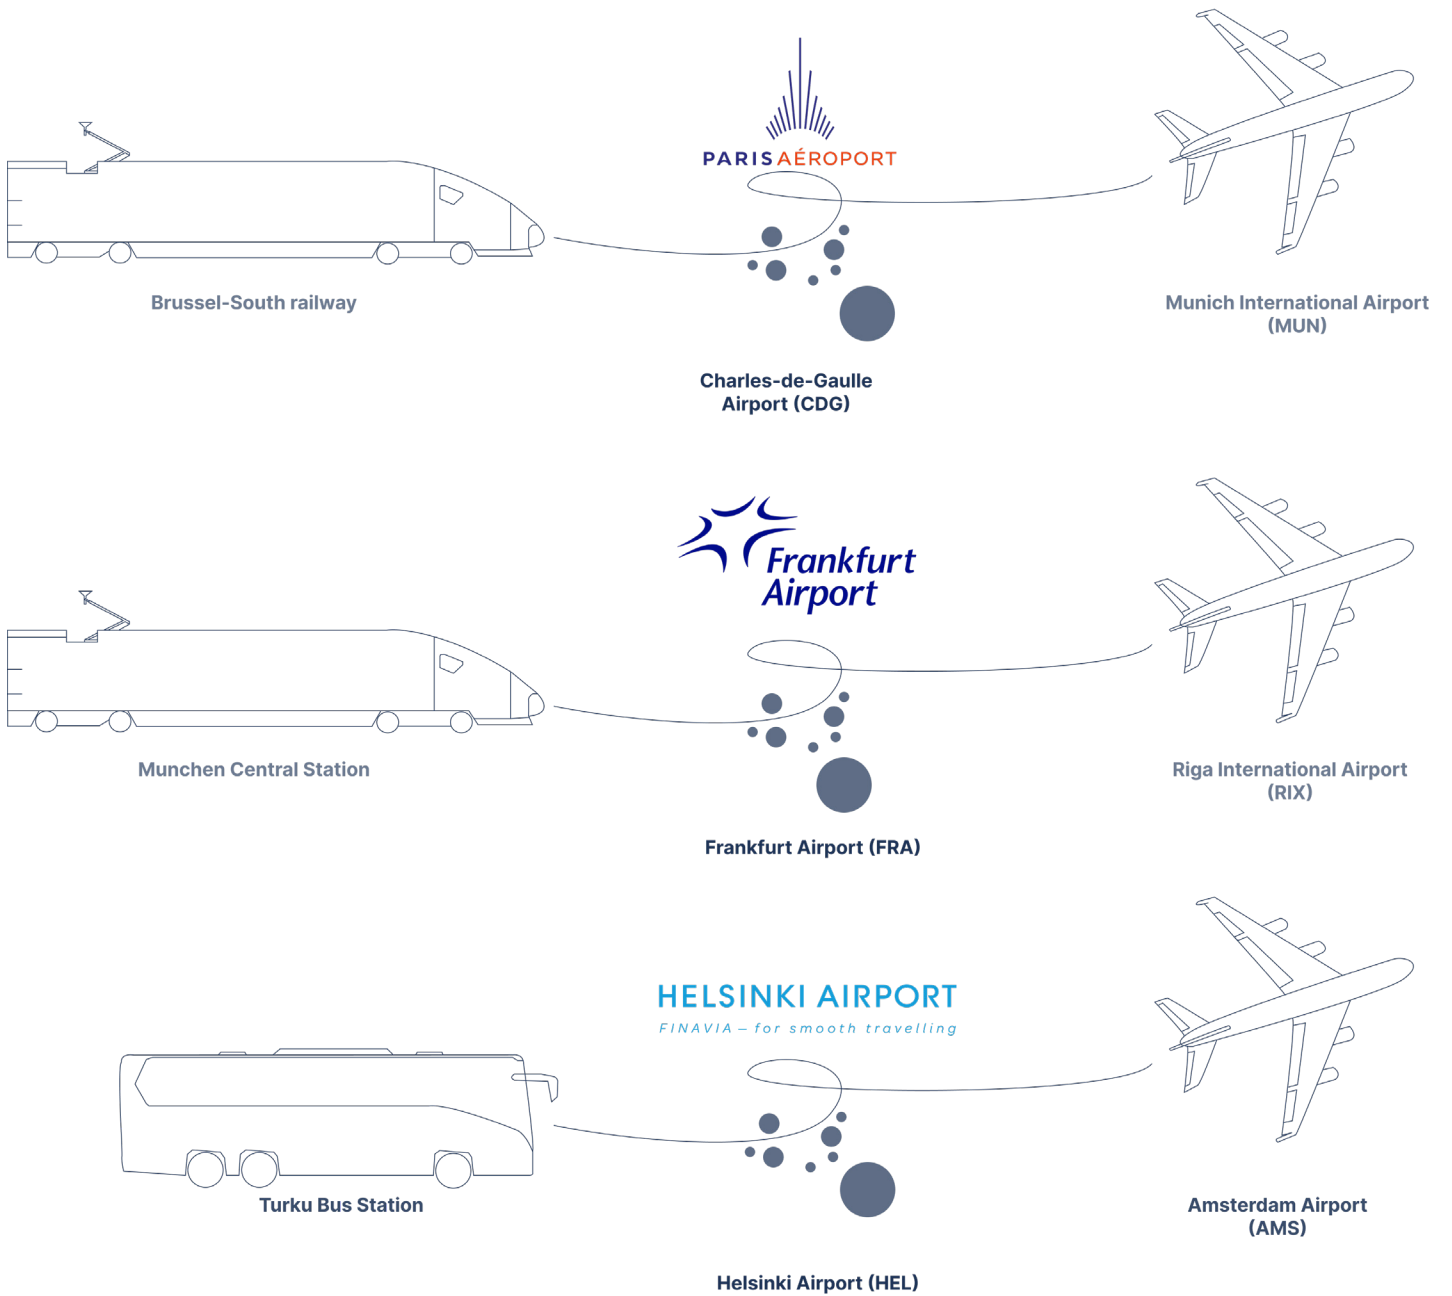 PARIS AÉROPORT
Brussel-South railway
Munich International Airport
(MUN)
Charles-de-Gaulle
Airport (CDG)
Frankfurt
Airport
Munchen Central Station
Riga International Airport
(RIX)
Frankfurt Airport (FRA)
HELSINKI AIRPORT
FINAVIA – for smooth travelling
Turku Bus Station
Amsterdam Airport
(AMS)
Helsinki Airport (HEL)